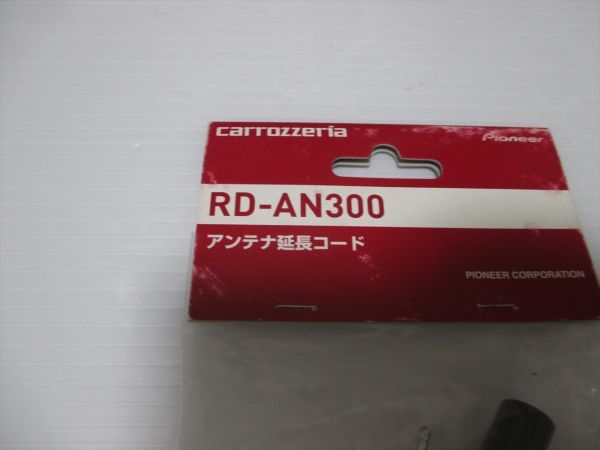 carrozzeria
Pioneer
RD-AN300
アンテナ延長コード
PIONEER CORPORATION